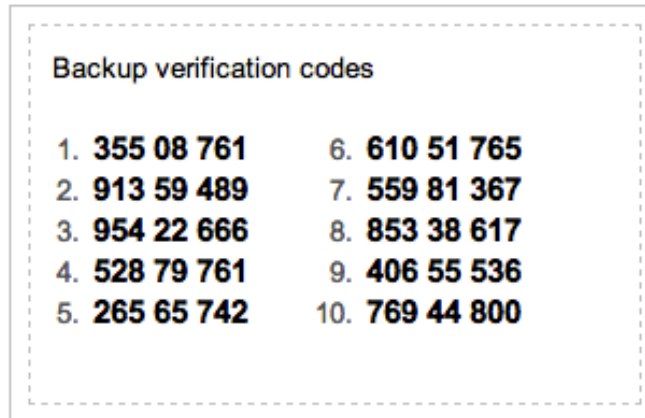 Backup verification codes
1. 355 08 761
2. 913 59 489
3. 954 22 666
4. 528 79 761
5. 265 65 742
6. 610 51 765
7. 559 81 367
8. 853 38 617
9. 406 55 536
10. 769 44 800